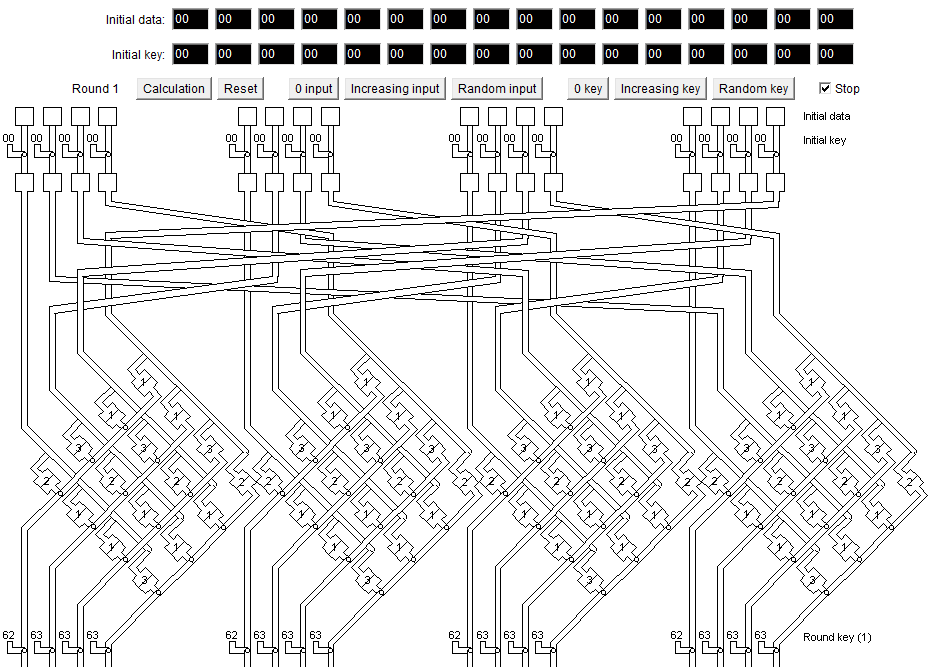 Initial data: 00 00 00 00 00 00 00 00 00 00 00 00 00 00 00 00
Initial key: 00 00 00 00 00 00 00 00 00 00 00 00 00 00 00 00
Round 1 Calculation Reset 0 input Increasing input Random input 0 key Increasing key Random key Stop
Initial data
00 00 00 00 00 00 00 00 00 00 00 00 00 00 00 00 Initial key
1 1 1 1
1 1 1 1 1 1 1 1
3 3 3 3 3 3 3 3 3 3 3 3
2 2 2 2 2 2 2 2 2 2 2 2 2 2 2 2
1 1 1 1 1 1 1 1 1 1 1 1
1 1 1 1 1 1 1 1
3 3 3 3
62 63 63 63 62 63 63 63 62 63 63 63 62 63 63 63 Round key (1)